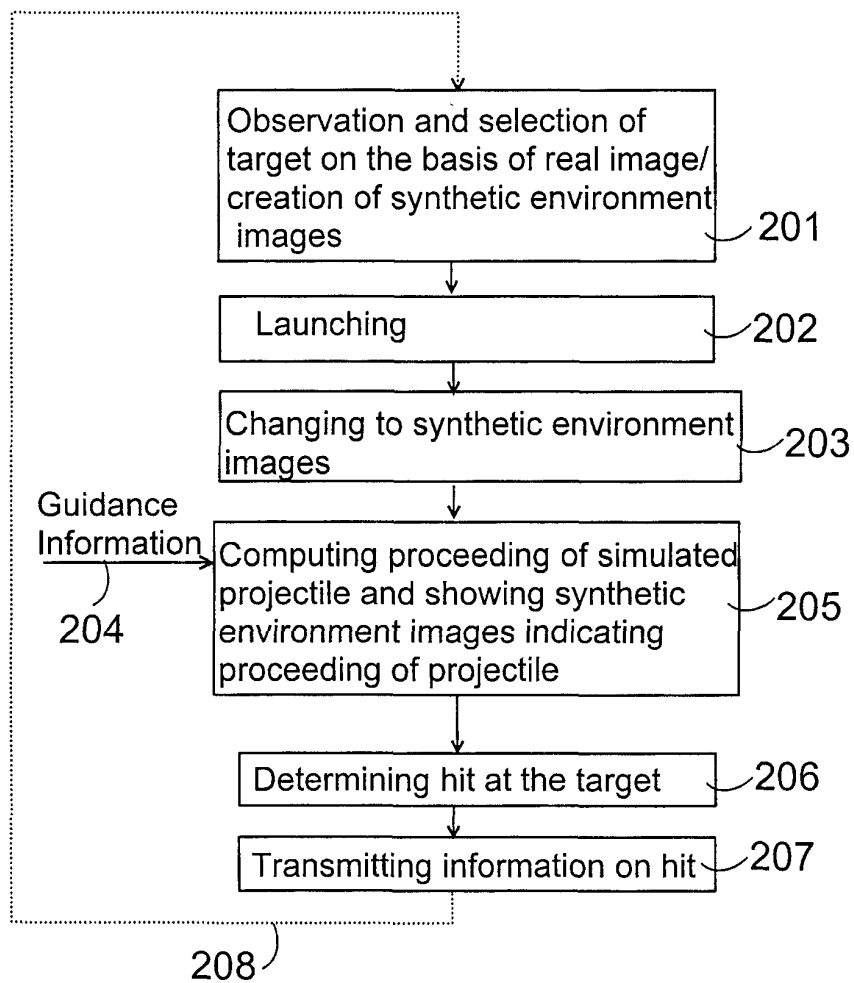 Observation and selection of
target on the basis of real image/
creation of synthetic environment
images
201
Launching
202
Changing to synthetic environment
images
203
Guidance
Information
204
Computing proceeding of simulated
projectile and showing synthetic
environment images indicating
proceeding of projectile
205
Determining hit at the target
206
Transmitting information on hit
207
208